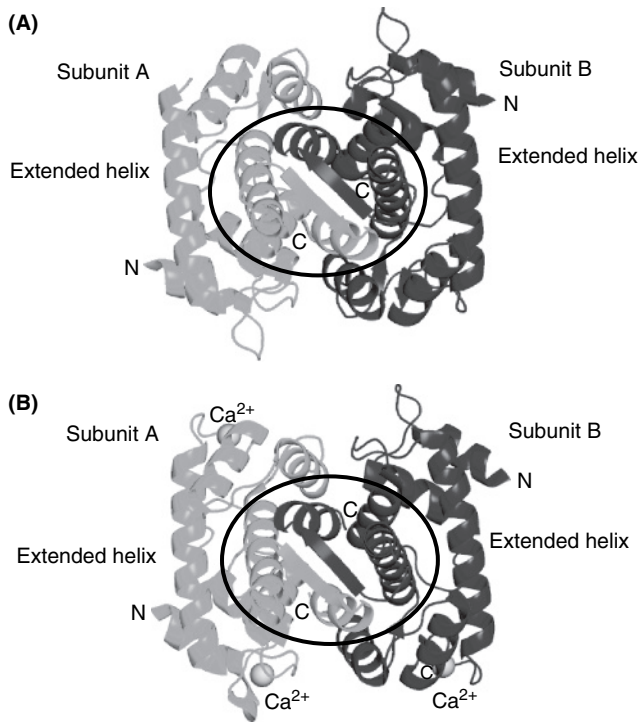 (A)
Subunit A
Subunit B
N
Extended helix
Extended helix
C
C
N
(B)
Ca2+
Subunit A
Subunit B
N
C
Extended helix
Extended helix
C
N
C
Ca2+
Ca2+